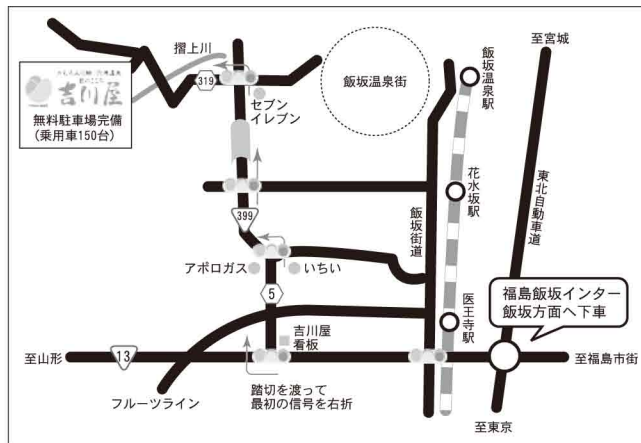 至宮城
摺上川
飯坂温泉駅
319
飯坂温泉街
吉川屋
無料駐車場完備
(乗用車150台)
セブン
イレブン
花水坂駅
東北自動車道
399
飯坂街道
アポロガス
いちい
福島飯坂インター
飯坂方面へ下車
5
医王寺駅
吉川屋
看板
至山形
13
至福島市街
フルーツライン
踏切を渡って
最初の信号を右折
至東京